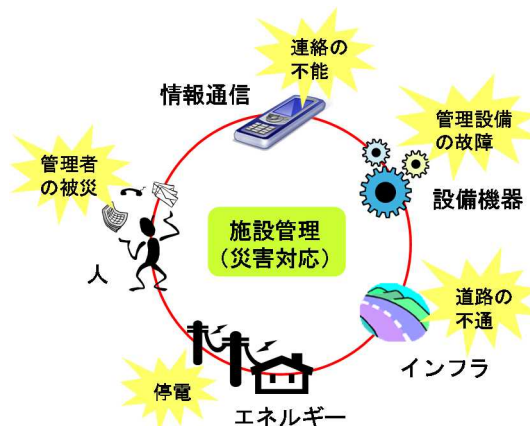 連絡の
不能
情報通信
管理設備
の故障
管理者
の被災
設備機器
施設管理
（災害対応）
人
道路の
不通
インフラ
停電
エネルギー